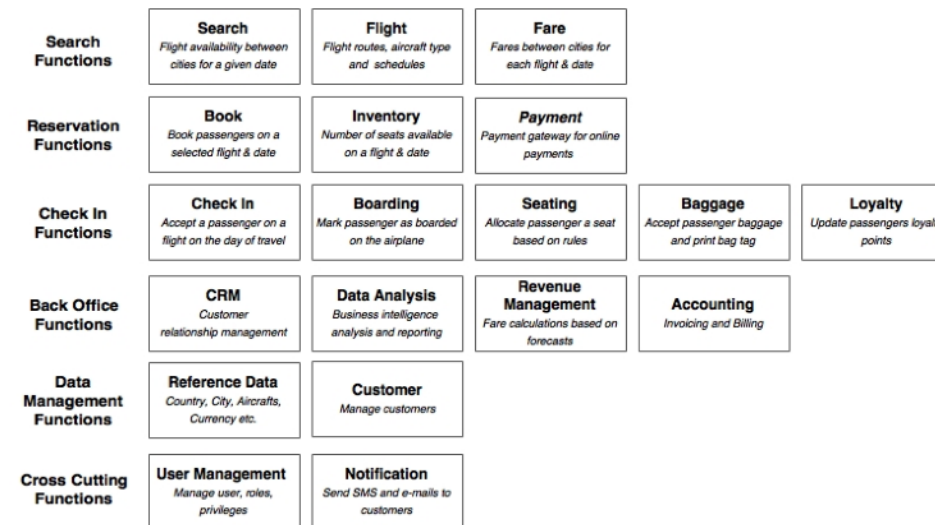 Search
Functions
Search
Flight availability between
cities for a given date
Flight
Flight routes, aircraft type
and schedules
Fare
Fares between cities for
each flight & date
Reservation
Functions
Book
Book passengers on a
selected flight & date
Inventory
Number of seats available
on a flight & date
Payment
Payment gateway for online
payments
Check In
Functions
Check In
Accept a passenger on a
flight on the day of travel
Boarding
Mark passenger as boarded
on the airplane
Seating
Allocate passenger a seat
based on rules
Baggage
Accept passenger baggage
and print bag tag
Loyalty
Update passengers loyal
points
Back Office
Functions
CRM
Customer
relationship management
Data Analysis
Business intelligence
analysis and reporting
Revenue
Management
Fare calculations based on
forecasts
Accounting
Invoicing and Billing
Data
Management
Functions
Reference Data
Country, City, Aircrafts,
Currency etc.
Customer
Manage customers
Cross Cutting
Functions
User Management
Manage user, roles,
privileges
Notification
Send SMS and e-mails to
customers